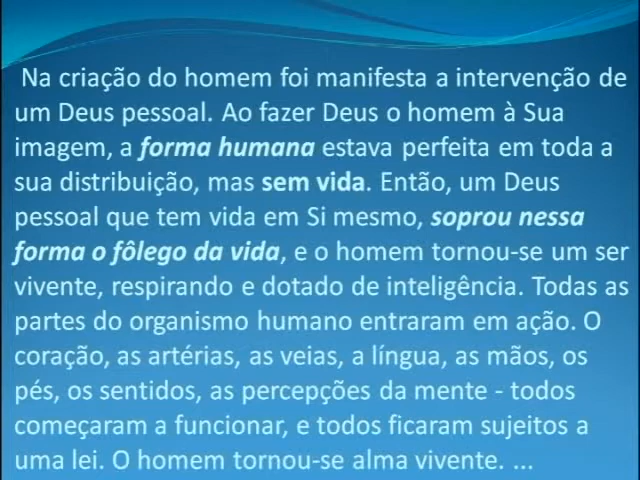 Na criação do homem foi manifesta a intervenção de
um Deus pessoal. Ao fazer Deus o homem à Sua
imagem, a forma humana estava perfeita em toda a
sua distribuição, mas sem vida. Então, um Deus
pessoal que tem vida em Si mesmo, soprou nessa
forma o fôlego da vida, e o homem tornou-se um ser
vivente, respirando e dotado de inteligência. Todas as
partes do organismo humano entraram em ação. O
coração, as artérias, as veias, a língua, as mãos, os
pés, os sentidos, as percepções da mente - todos
começaram a funcionar, e todos ficaram sujeitos a
uma lei. O homem tornou-se alma vivente. ...